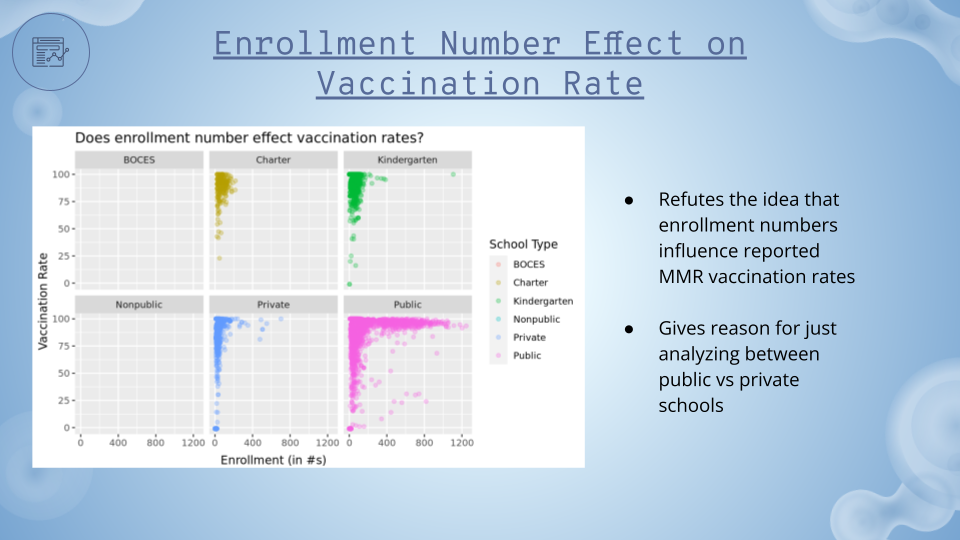 Enrollment Number Effect on
Vaccination Rate
Does enrollment number effect vaccination rates?
BOCES
Charter
Kindergarten
100
75
50
25
0
Nonpublic
Private
Public
100
75
50
25
0
0 400 800 1200 0 400 800 1200 0 400 800 1200
Vaccination Rate
Enrollment (in #s)
School Type
BOCES
Charter
Kindergarten
Nonpublic
Private
Public
● Refutes the idea that
enrollment numbers
influence reported
MMR vaccination rates
● Gives reason for just
analyzing between
public vs private
schools